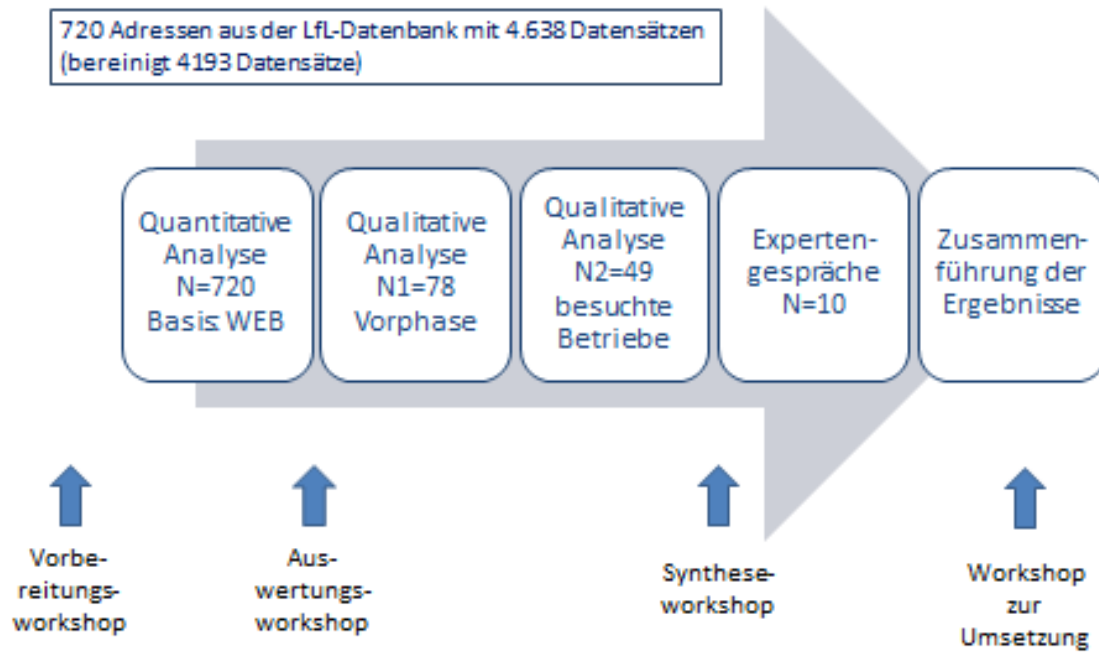 720 Adressen aus der LfL-Datenbank mit 4.638 Datensätzen
(bereinigt 4193 Datensätze)
Quantitative
Analyse
N=720
Basis: WEB
Qualitative
Analyse
N1=78
Vorphase
Qualitative
Analyse
N2=49
besuchte
Betriebe
Experten-
gespräche
N=10
Zusammen-
führung der
Ergebnisse
Vorbe-
reitungs-
workshop
Aus-
wertungs-
workshop
Synthese-
workshop
Workshop
zur
Umsetzung